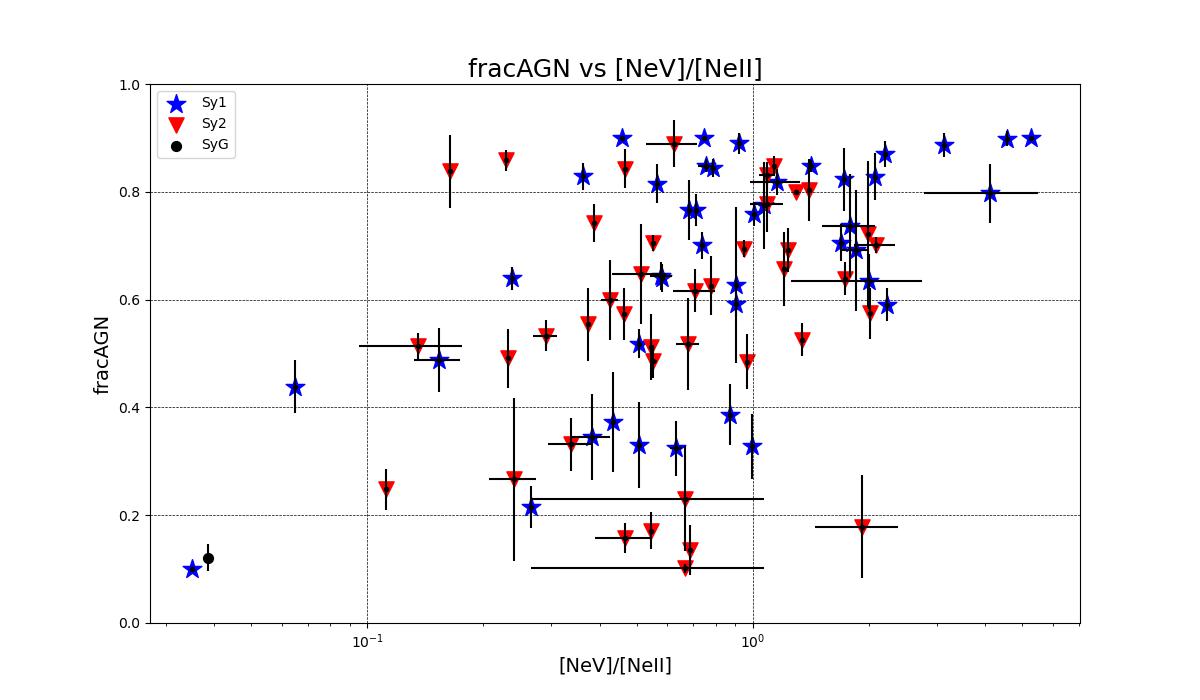 fracAGN vs [NeV]/[NeII]
1.0
0.8
0.6
0.4
0.2
0.0
fracAGN
Sy1
Sy2
SyG
10⁻¹
10⁰
[NeV]/[NeII]